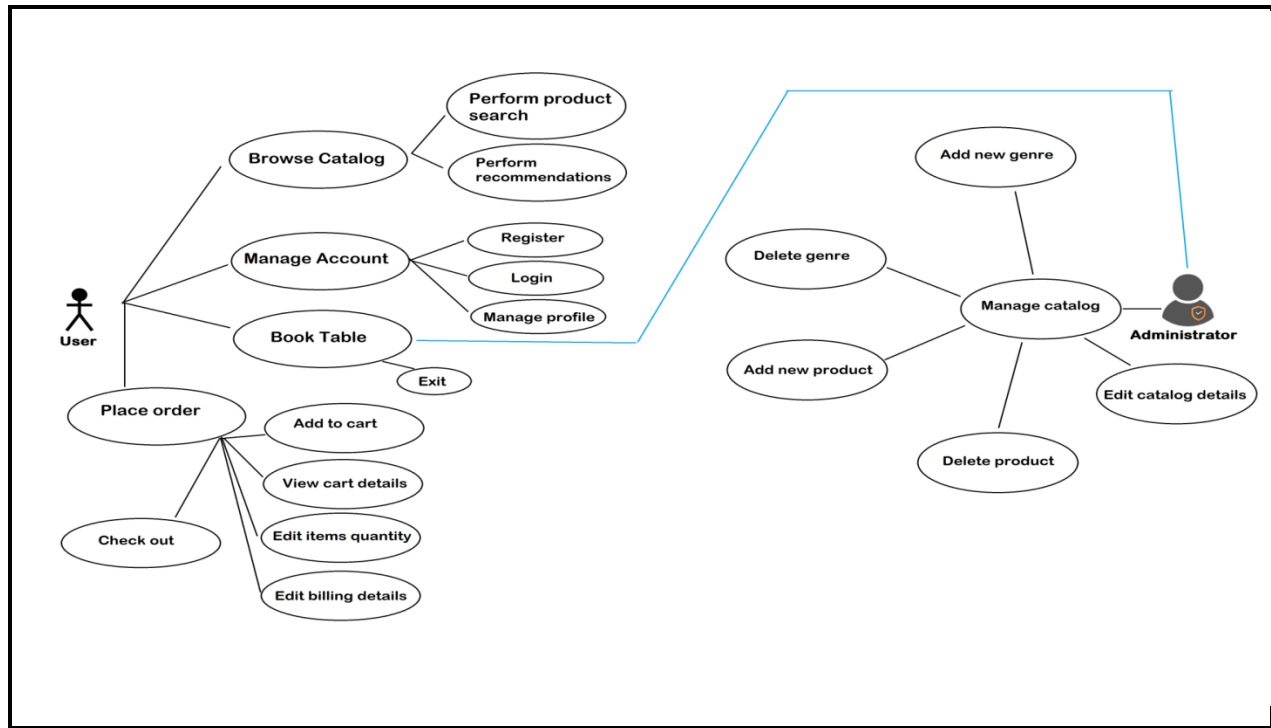 Perform product
search
Browse Catalog
Perform
recommendations
Manage Account
Register
Login
Manage profile
User
Book Table
Exit
Place order
Add to cart
View cart details
Edit items quantity
Check out
Edit billing details
Add new genre
Delete genre
Manage catalog
Administrator
Add new product
Edit catalog details
Delete product